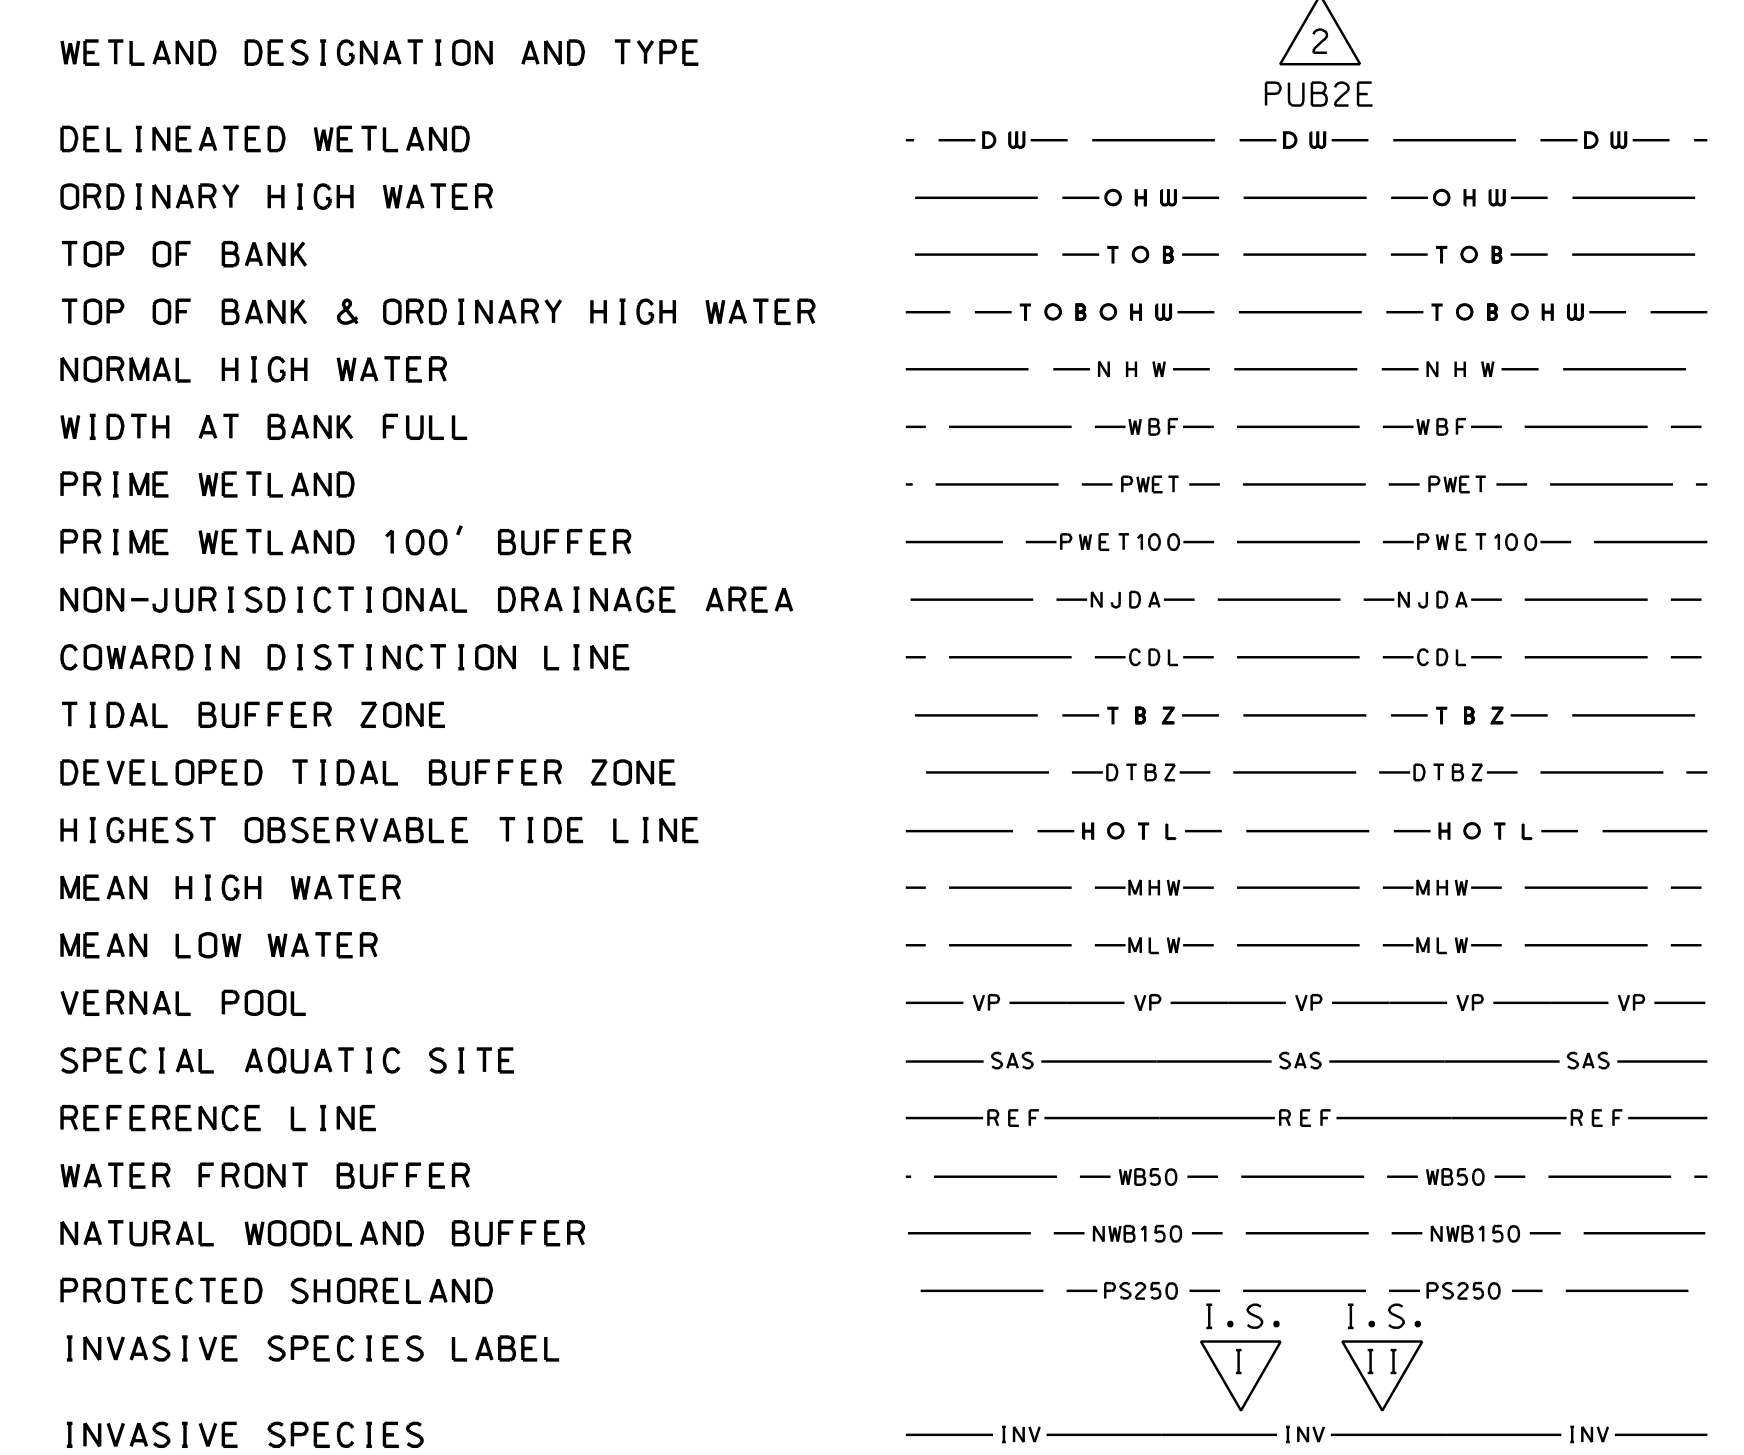 2
WETLAND DESIGNATION AND TYPE
PUB2E
DELINEATED WETLAND DW DW DW
ORDINARY HIGH WATER OHW OHW
TOP OF BANK TOB TOB
TOP OF BANK & ORDINARY HIGH WATER TOBOHW TOBOHW
NORMAL HIGH WATER NHW NHW
WIDTH AT BANK FULL WBF WBF
PRIME WETLAND PWET PWET
PRIME WETLAND 100' BUFFER PWET100 PWET100
NON-JURISDICTIONAL DRAINAGE AREA NJDA NJDA
COWARDIN DISTINCTION LINE CDL CDL
TIDAL BUFFER ZONE TBZ TBZ
DEVELOPED TIDAL BUFFER ZONE DTBZ DTBZ
HIGHEST OBSERVABLE TIDE LINE HOTL HOTL
MEAN HIGH WATER MHW MHW
MEAN LOW WATER MLW MLW
VERNAL POOL VP VP VP VP VP
SPECIAL AQUATIC SITE SAS SAS SAS
REFERENCE LINE REF REF REF
WATER FRONT BUFFER WB50 WB50
NATURAL WOODLAND BUFFER NWB150 NWB150
PROTECTED SHORELAND PS250 PS250
I.S. I.S.
INVASIVE SPECIES LABEL I II
INVASIVE SPECIES INV INV INV